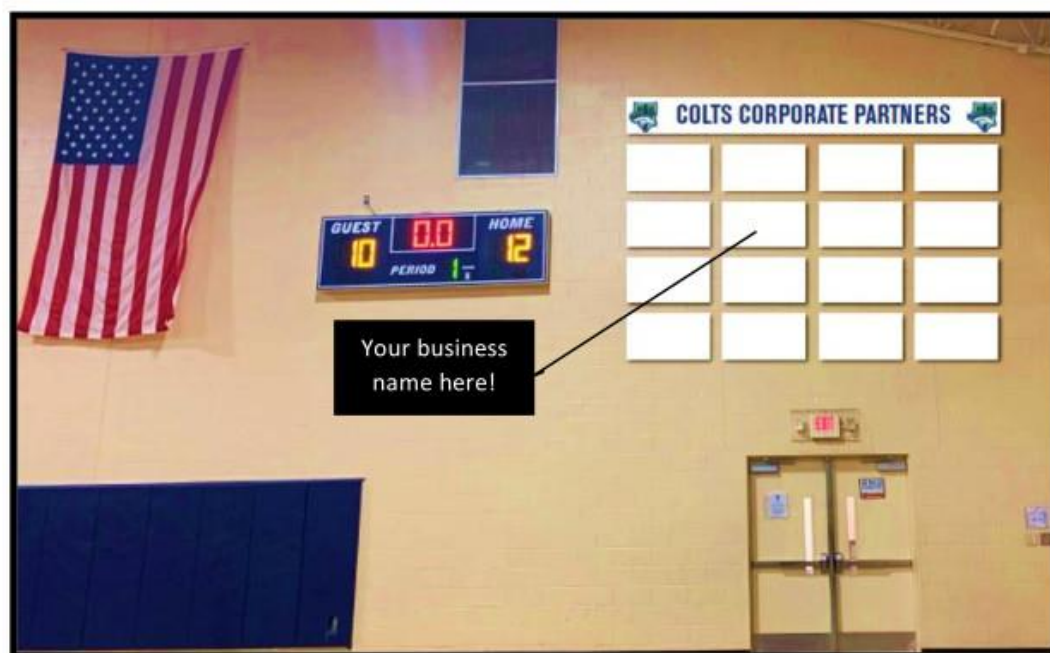 COLTS CORPORATE PARTNERS
GUEST
0.0
HOME
10
12
PERIOD 1
Your business
name here!
EXIT